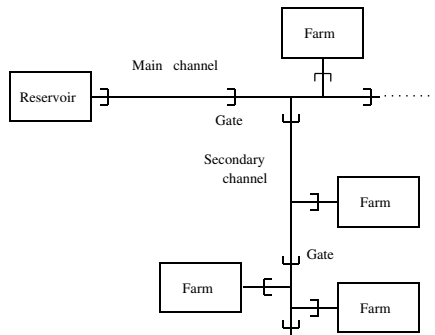 Farm
Main channel
Reservoir
Gate
Secondary
channel
Farm
Gate
Farm
Farm